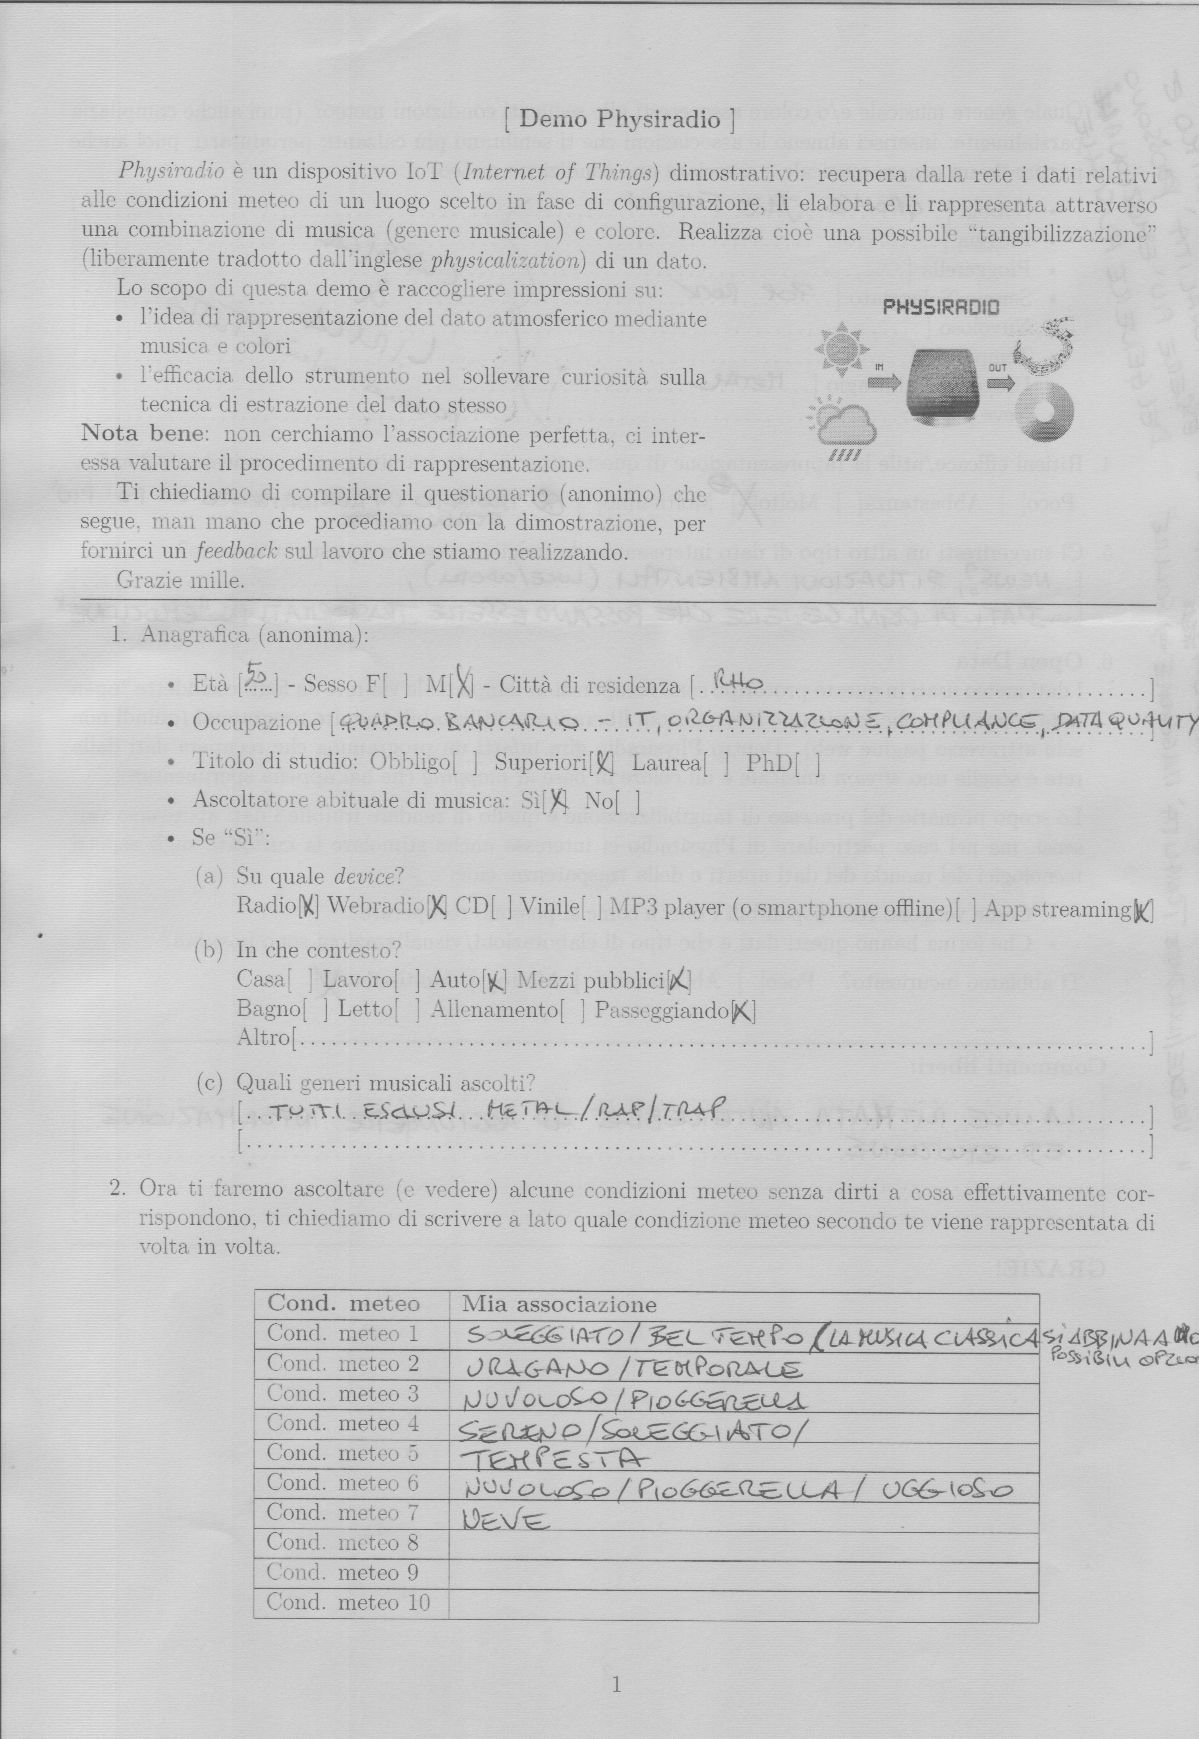 [ Demo Physiradio ]
Physiradio è un dispositivo IoT (Internet of Things) dimostrativo: recupera dalla rete i dati relativi
alle condizioni meteo di un luogo scelto in fase di configurazione, li elabora e li rappresenta attraverso
una combinazione di musica (genere musicale) e colore. Realizza cioè una possibile “tangibilizzazione”
(liberamente tradotto dall’inglese physicalization) di un dato.
Lo scopo di questa demo è raccogliere impressioni su:
• l’idea di rappresentazione del dato atmosferico mediante
musica e colori
• l’efficacia dello strumento nel sollevare curiosità sulla
tecnica di estrazione del dato stesso
PHYSIRADIO
IN
OUT
Nota bene: non cerchiamo l’associazione perfetta, ci inter-
essa valutare il procedimento di rappresentazione.
Ti chiediamo di compilare il questionario (anonimo) che
segue, man mano che procediamo con la dimostrazione, per
fornirci un feedback sul lavoro che stiamo realizzando.
Grazie mille.
1. Anagrafica (anonima):
• Età [50] - Sesso F[ ] M[X] - Città di residenza [RHO]
• Occupazione [QUADRO BANCARIO - IT, ORGANIZZAZIONE, COMPLIANCE, DATA QUALITY]
• Titolo di studio: Obbligo[ ] Superiori[X] Laurea[ ] PhD[ ]
• Ascoltatore abituale di musica: Sì[X] No[ ]
• Se “Sì”:
(a) Su quale device?
Radio[X] Webradio[X] CD[ ] Vinile[ ] MP3 player (o smartphone offline)[ ] App streaming[X]
(b) In che contesto?
Casa[ ] Lavoro[ ] Auto[X] Mezzi pubblici[X]
Bagno[ ] Letto[ ] Allenamento[ ] Passeggiando[X]
Altro[..............................]
(c) Quali generi musicali ascolti?
[TUTTI ESCLUSI METAL/RAP/TRAP]
[..............................]
2. Ora ti faremo ascoltare (e vedere) alcune condizioni meteo senza dirti a cosa effettivamente cor-
rispondono, ti chiediamo di scrivere a lato quale condizione meteo secondo te viene rappresentata di
volta in volta.
Cond. meteo Mia associazione
Cond. meteo 1 SOLEGGIATO/BEL TEMPO (LA MUSICA CLASSICA SI ABBINA A
POSSIBILI
Cond. meteo 2 URAGANO/TEMPORALE
Cond. meteo 3 NUVOLOSO/PIOGGERELLA
Cond. meteo 4 SERENO/SOLEGGIATO/
Cond. meteo 5 TEMPESTA
Cond. meteo 6 NUVOLOSO/PIOGGERELLA/UGGIOSO
Cond. meteo 7 NEVE
Cond. meteo 8
Cond. meteo 9
Cond. meteo 10
1